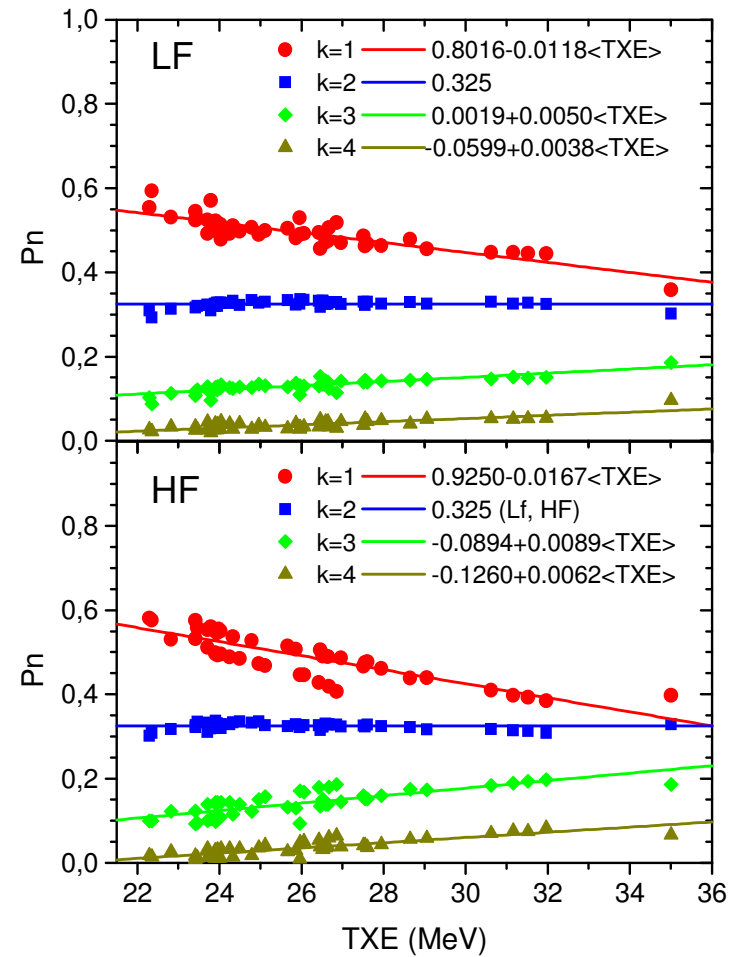 1,0
LF
k=1 0.8016-0.0118<TXE>
k=2 0.325
0,8
k=3 0.0019+0.0050<TXE>
k=4 -0.0599+0.0038<TXE>
0,6
Pn
0,4
0,2
0,0
HF
k=1 0.9250-0.0167<TXE>
k=2 0.325 (Lf, HF)
0,8
k=3 -0.0894+0.0089<TXE>
k=4 -0.1260+0.0062<TXE>
0,6
Pn
0,4
0,2
0,0
22 24 26 28 30 32 34 36
TXE (MeV)